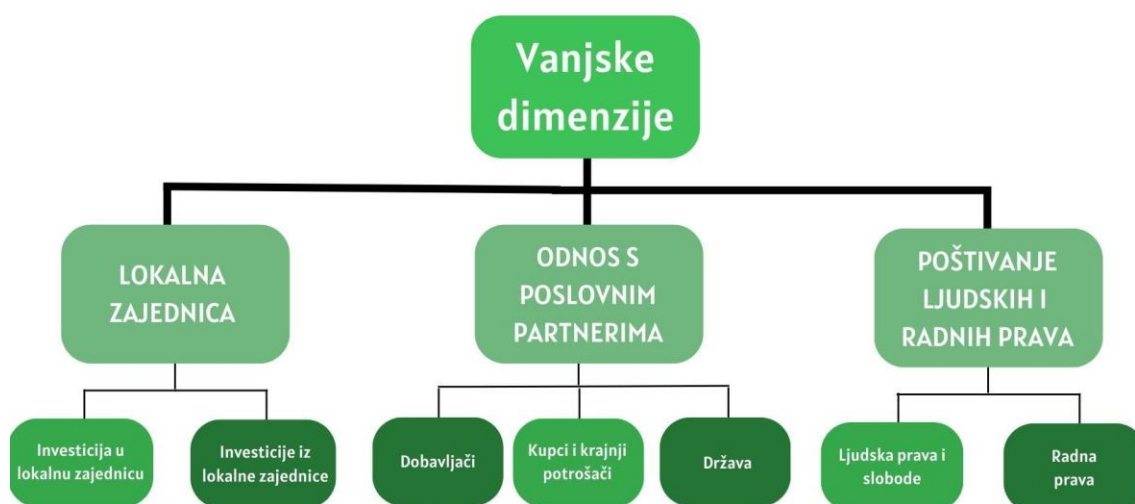 Vanjske
dimenzije
LOKALNA
ZAJEDNICA
ODNOS S
POSLOVNIM
PARTNERIMA
POŠTIVANJE
LJUDSKIH I
RADNIH PRAVA
Investicija u
lokalnu zajednicu
Investicije iz
lokalne zajednice
Dobavljači
Kupci i krajnji
potrošači
Država
Ljudska prava i
slobode
Radna
prava